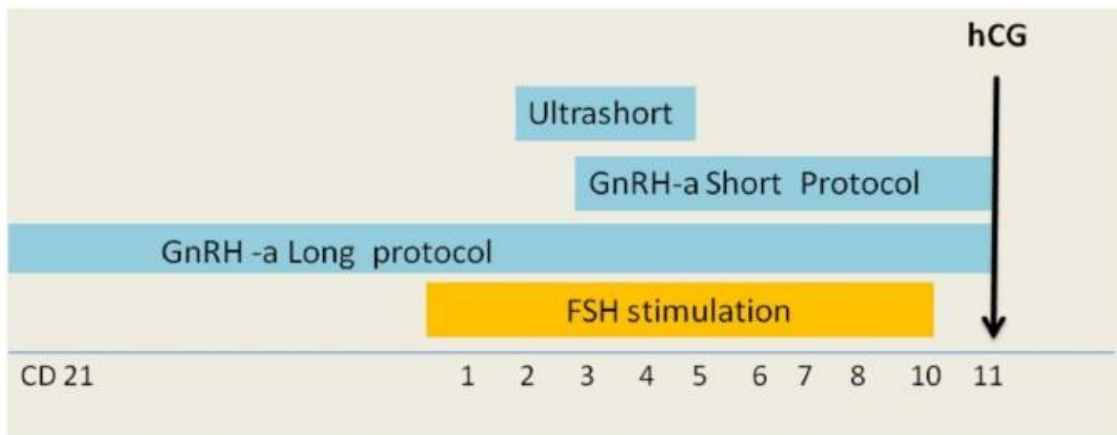 hCG
Ultrashort
GnRH-a Short Protocol
GnRH -a Long protocol
FSH stimulation
CD 21 1 2 3 4 5 6 7 8 10 11